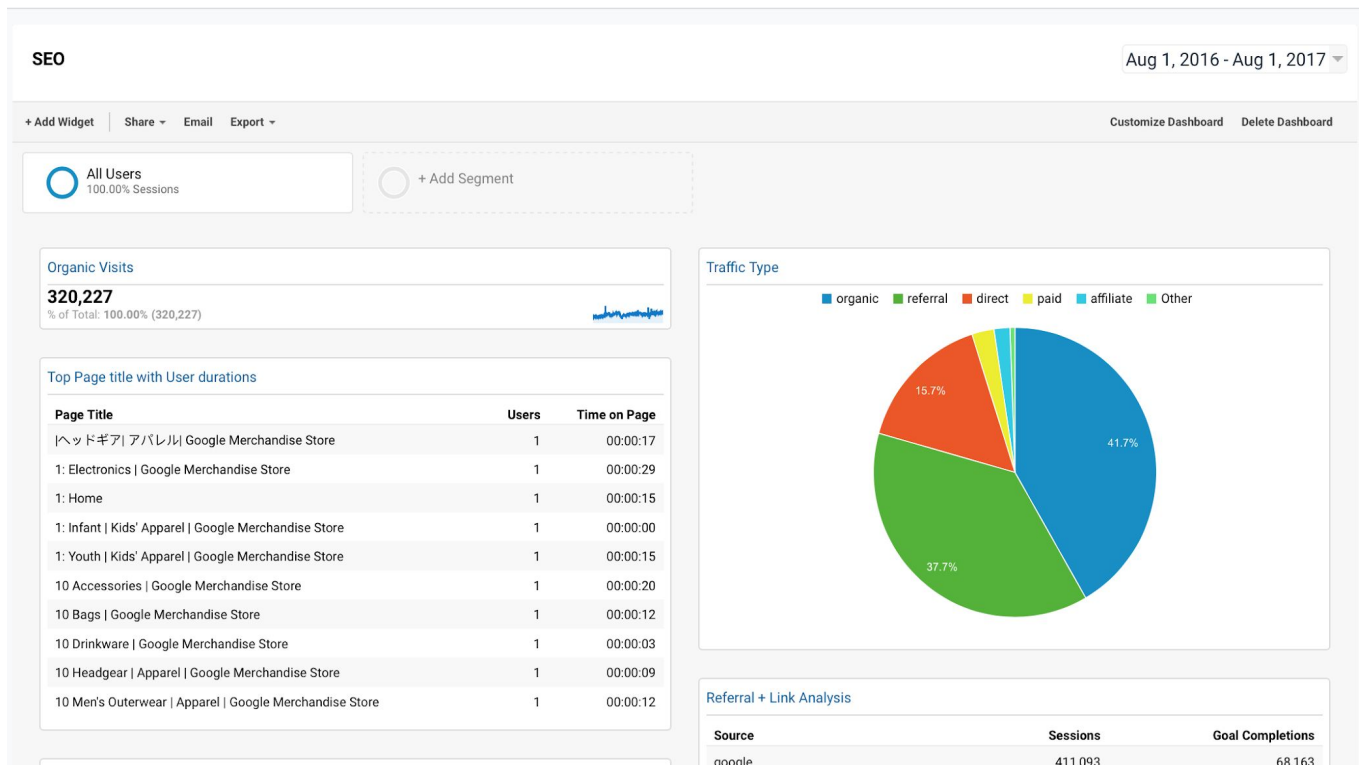 SEO
Aug 1, 2016 - Aug 1, 2017
+ Add Widget Share Email Export Customize Dashboard Delete Dashboard
All Users
100.00% Sessions
+ Add Segment
Organic Visits
320,227
% of Total: 100.00% (320,227)
Top Page title with User durations
Page Title Users Time on Page
|ヘッドギア| アパレル| Google Merchandise Store 1 00:00:17
1: Electronics | Google Merchandise Store 1 00:00:29
1: Home 1 00:00:15
1: Infant | Kids' Apparel | Google Merchandise Store 1 00:00:00
1: Youth | Kids' Apparel | Google Merchandise Store 1 00:00:15
10 Accessories | Google Merchandise Store 1 00:00:20
10 Bags | Google Merchandise Store 1 00:00:12
10 Drinkware | Google Merchandise Store 1 00:00:03
10 Headgear | Apparel | Google Merchandise Store 1 00:00:09
10 Men's Outerwear | Apparel | Google Merchandise Store 1 00:00:12
Traffic Type
organic referral direct paid affiliate Other
15.7%
41.7%
37.7%
Referral + Link Analysis
Source Sessions Goal Completions
google 411,093 68,163